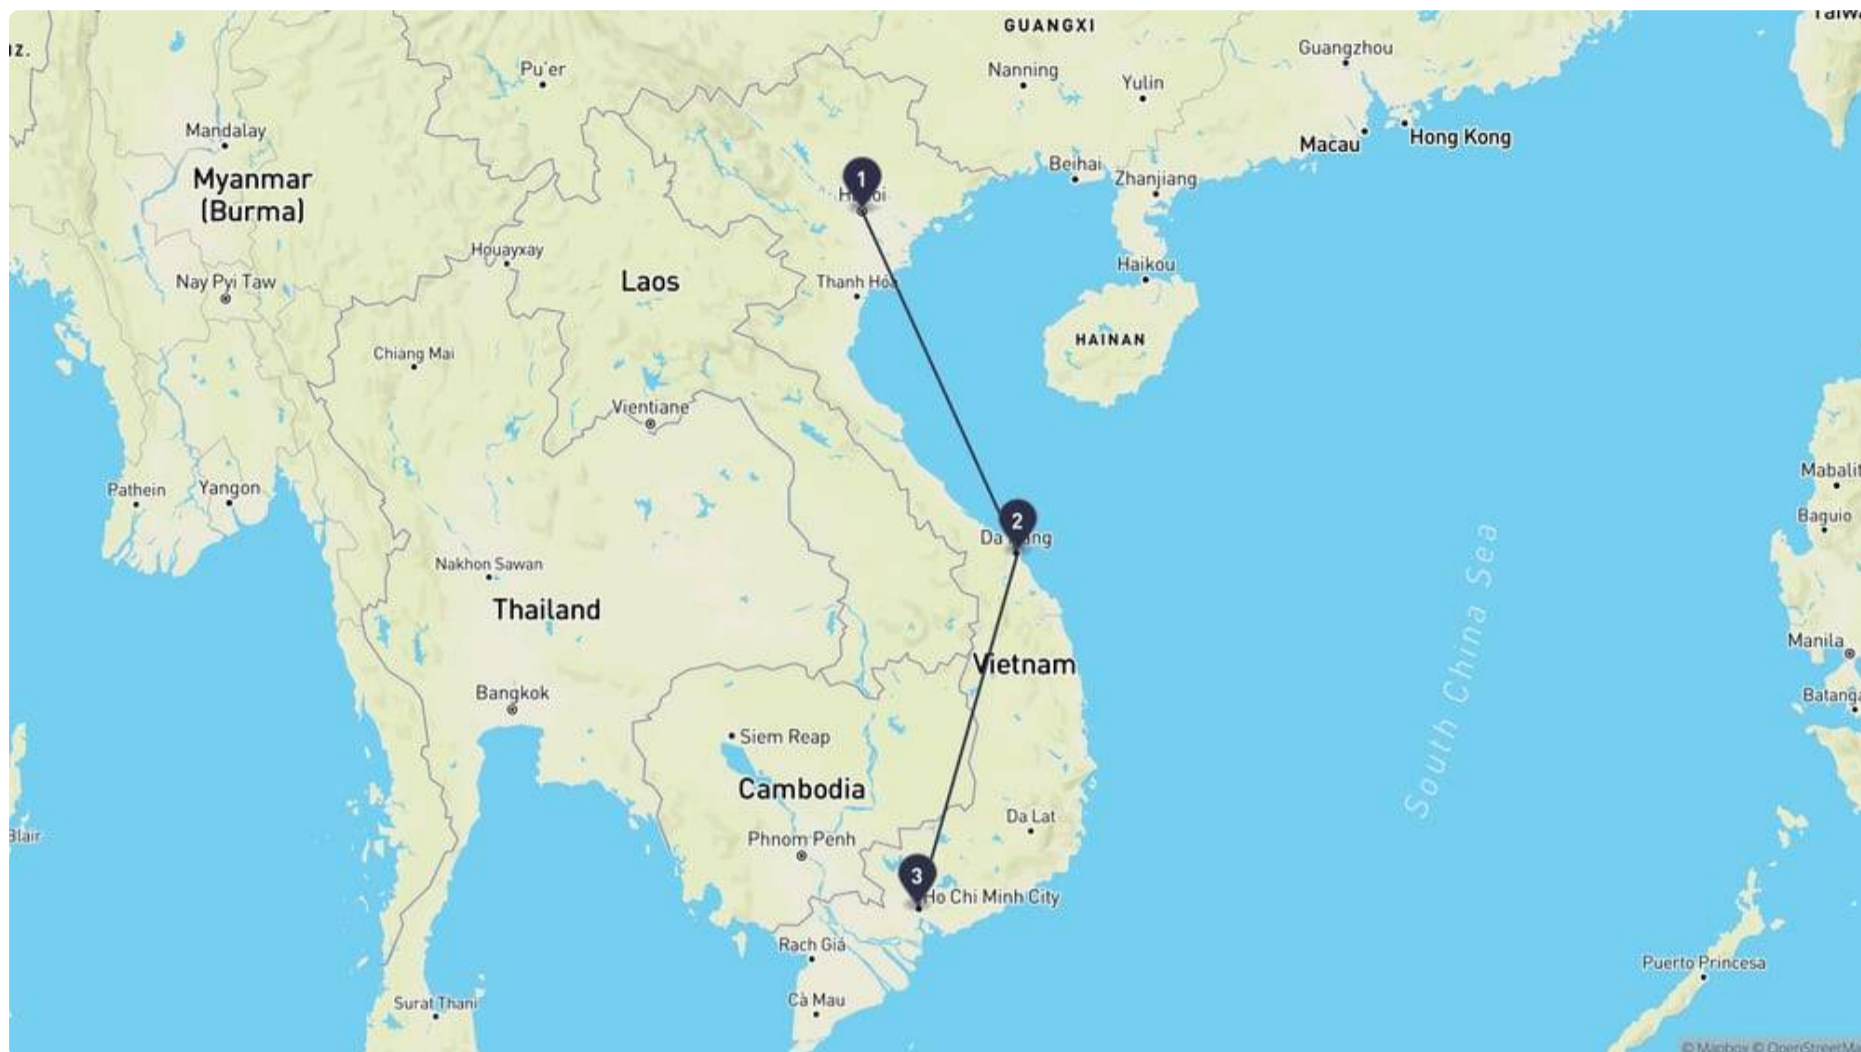 GUANGXI
Guangzhou
Pu'er
Nanning
Yulin
Mandalay
Macau
Hong Kong
Beihai
Zhanjiang
Myanmar
(Burma)
1
Houayxay
Haikou
Laos
Nay Pyi Taw
Thanh Hóa
HAINAN
Chiang Mai
Vientiane
Pathein
Yangon
Baguio
2
Nakhon Sawan
Thailand
South China Sea
Manila
Vietnam
Bangkok
Siem Reap
Cambodia
Da Lat
Phnom Penh
3
Ho Chi Minh City
Rạch Giá
Puerto Princesa
Cà Mau
Surat Thani